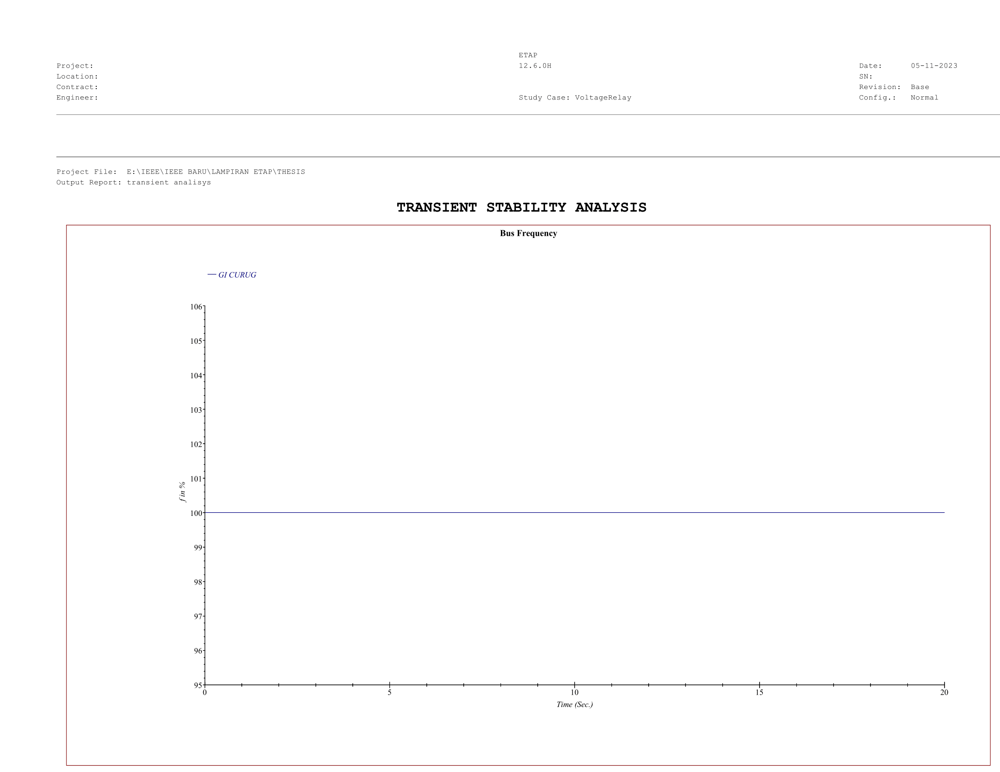 ETAP
Project:
12.6.0H
Date: 05-11-2023
Location:
SN:
Contract:
Revision: Base
Engineer:
Study Case: VoltageRelay
Config.: Normal
Project File: E:\IEEE\IEEE BARU\LAMPIRAN ETAP\THESIS
Output Report: transient analisys
TRANSIENT STABILITY ANALYSIS
Bus Frequency
GI CURUG
106
105
104
103
102
101
f in %
100
99
98
97
96
95
0 5 10 15 20
Time (Sec.)